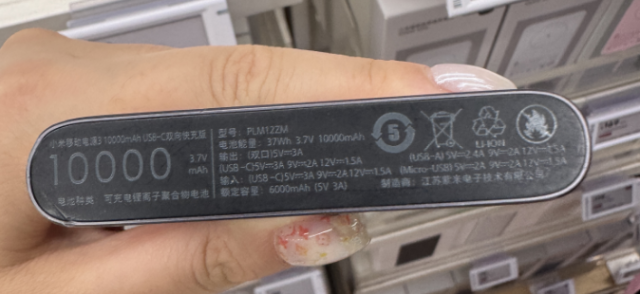 小米移动电源3 10000mAh USB-C双向快充版
10000 3.7V mAh
电芯种类 可充电锂离子聚合物电池
型号: PLM12ZM
电池能量: 37Wh 3.7V 10000mAh
输出: (双口)5V⎓3A
(USB-C)5V⎓3A 9V⎓2A 12V⎓1.5A
(USB-A) 5V⎓2.4A 9V⎓2A 12V⎓1.5A
输入: (USB-C)5V⎓3A 9V⎓2A 12V⎓1.5A
(Micro-USB) 5V⎓2A 9V⎓2A 12V⎓1.5A
额定容量: 6000mAh (5V 3A)
制造商: 江苏紫米电子技术有限公司
5
LI-ION